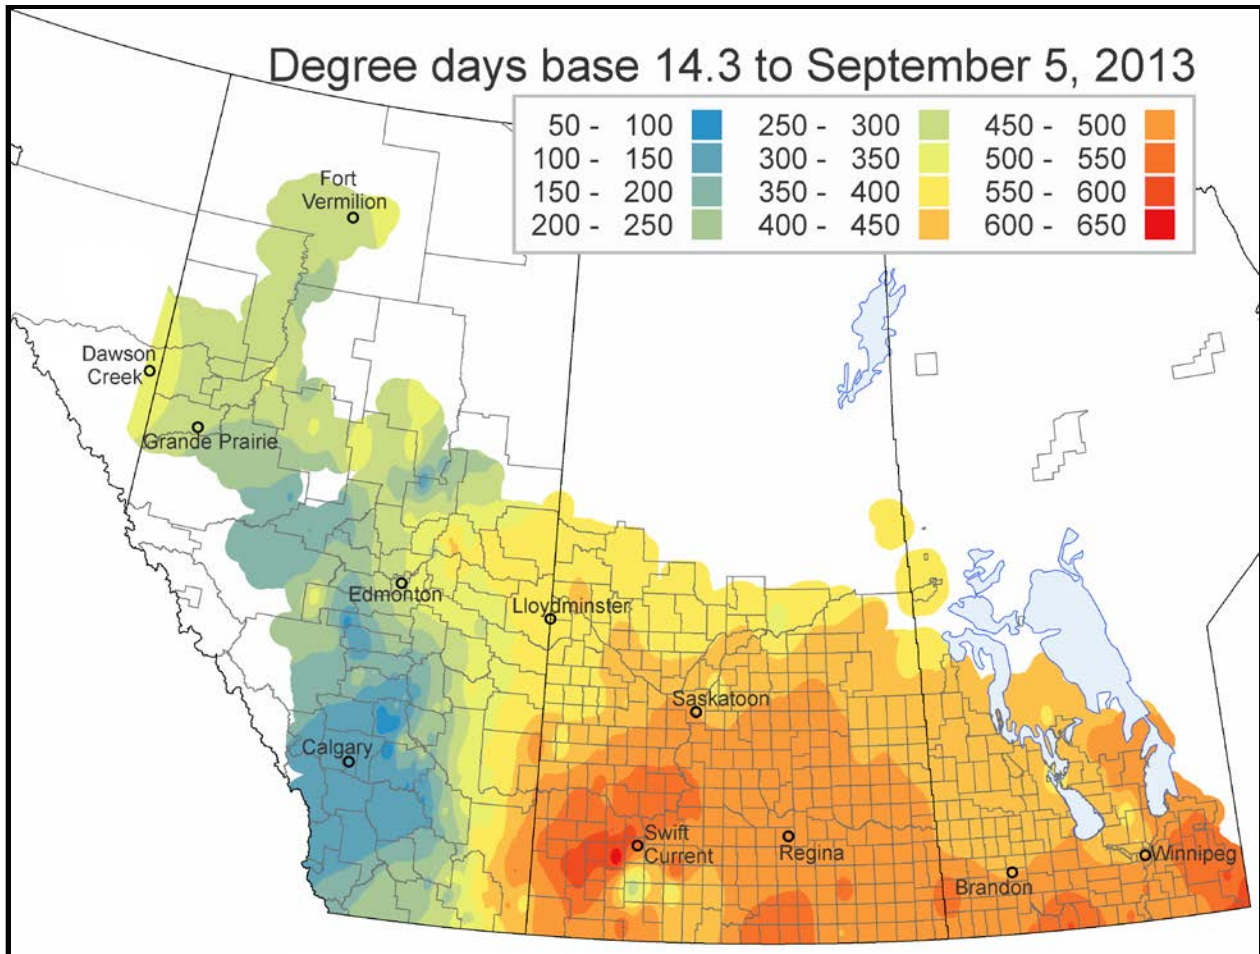 Degree days base 14.3 to September 5, 2013
50 - 100 250 - 300 450 - 500
100 - 150 300 - 350 500 - 550
150 - 200 350 - 400 550 - 600
200 - 250 400 - 450 600 - 650
Fort
Vermilion
Dawson
Creek
Grande Prairie
Edmonton
Lloydminster
Saskatoon
Calgary
Swift
Current
Regina
Winnipeg
Brandon